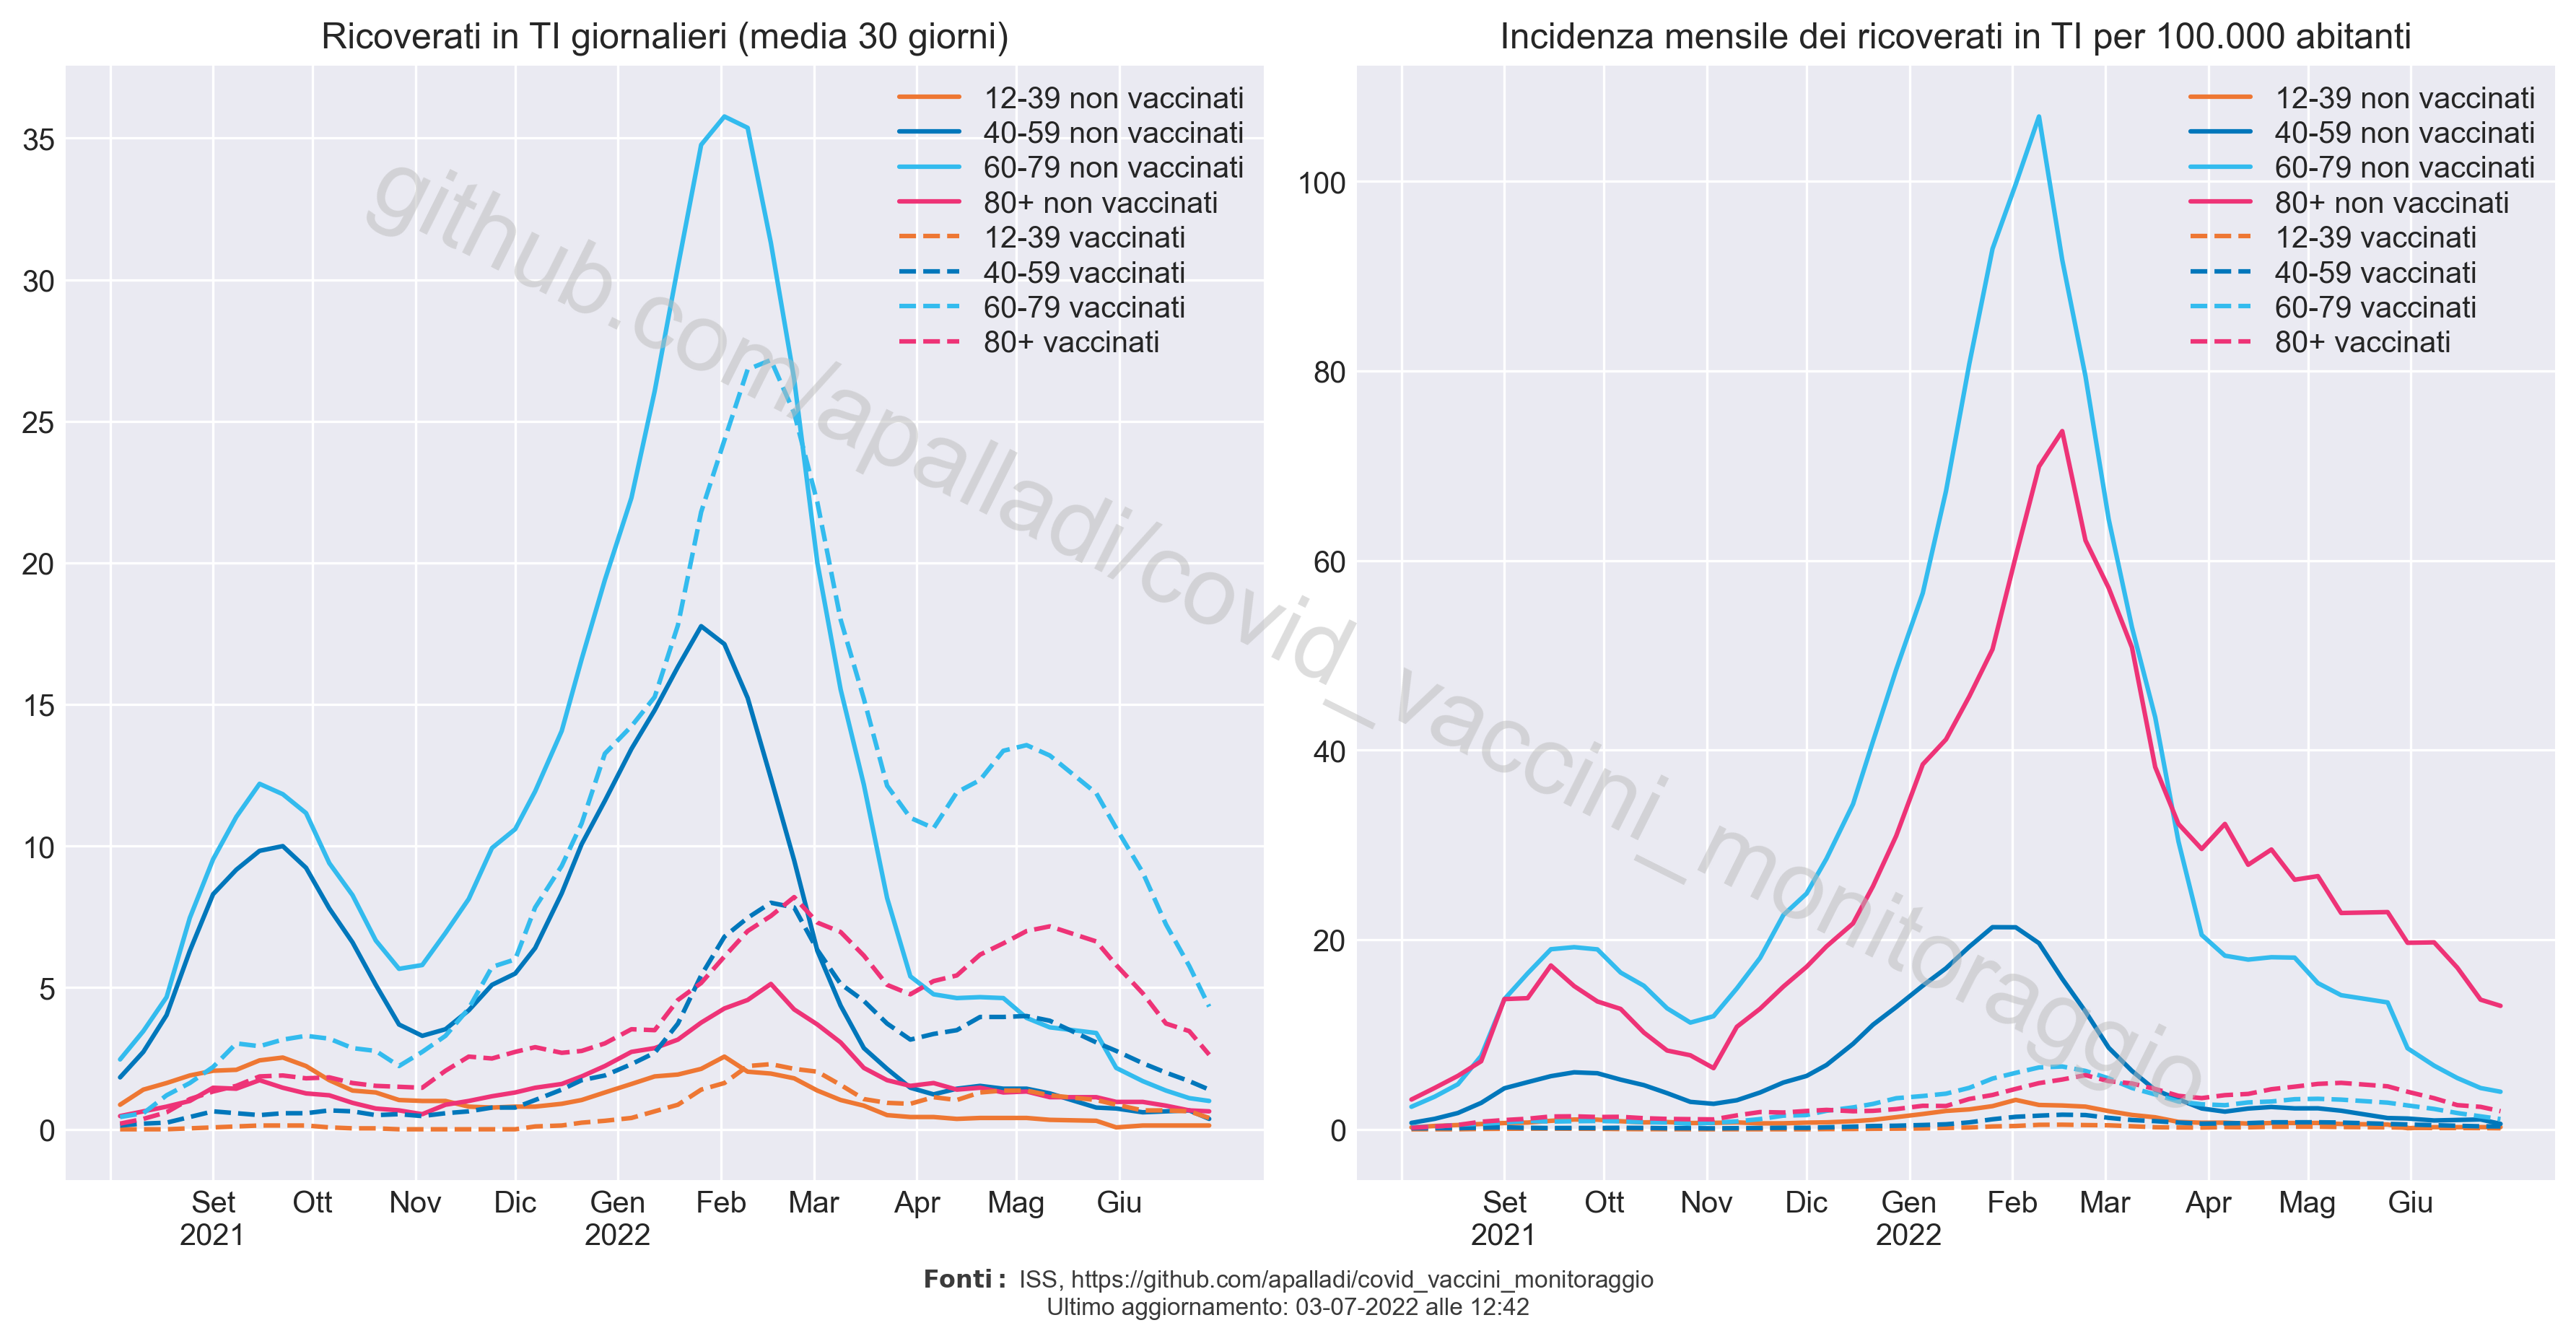 Ricoverati in TI giornalieri (media 30 giorni)
35
30
25
20
15
10
5
0
12-39 non vaccinati
40-59 non vaccinati
60-79 non vaccinati
80+ non vaccinati
12-39 vaccinati
40-59 vaccinati
60-79 vaccinati
80+ vaccinati
Set Ott Nov Dic Gen Feb Mar Apr Mag Giu
2021 2022
Incidenza mensile dei ricoverati in TI per 100.000 abitanti
100
80
60
40
20
0
12-39 non vaccinati
40-59 non vaccinati
60-79 non vaccinati
80+ non vaccinati
12-39 vaccinati
40-59 vaccinati
60-79 vaccinati
80+ vaccinati
Set Ott Nov Dic Gen Feb Mar Apr Mag Giu
2021 2022
github.com/apalladi/covid_vaccini_monitoraggio
Fonti: ISS, https://github.com/apalladi/covid_vaccini_monitoraggio
Ultimo aggiornamento: 03-07-2022 alle 12:42